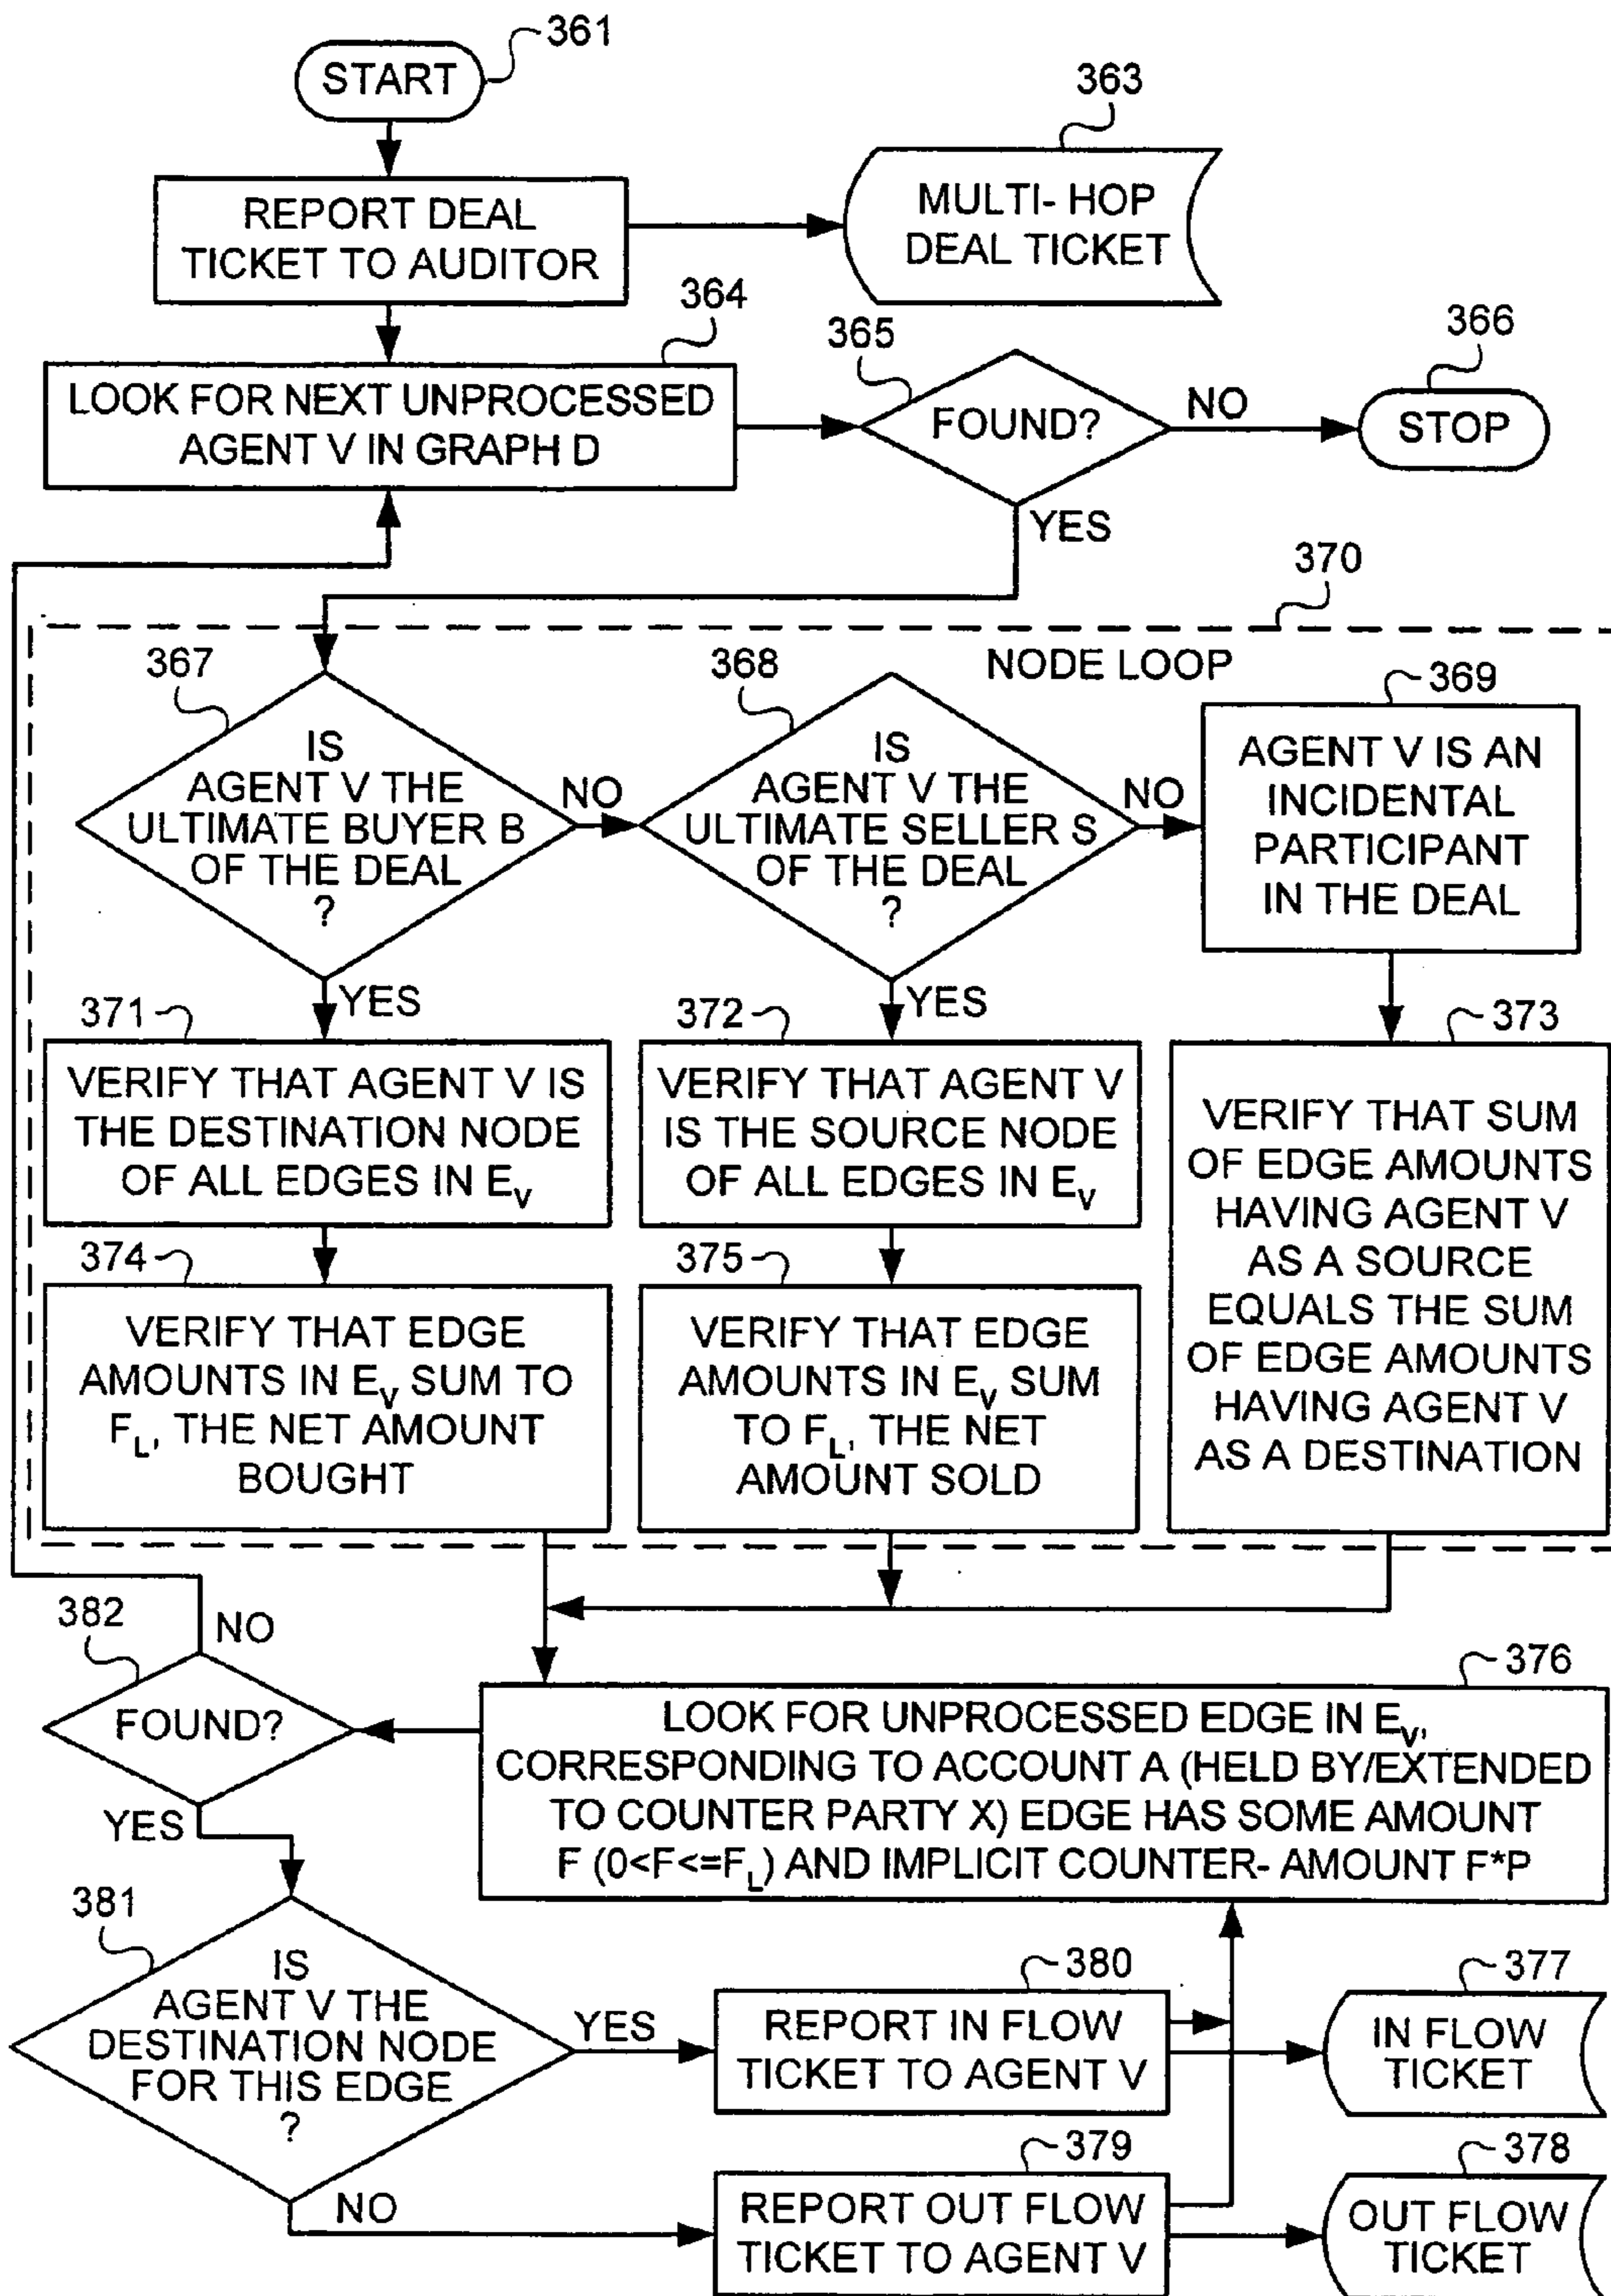 361
START
363
REPORT DEAL
TICKET TO AUDITOR
MULTI- HOP
DEAL TICKET
364
365
366
LOOK FOR NEXT UNPROCESSED
AGENT V IN GRAPH D
FOUND?
NO
STOP
YES
370
NODE LOOP
367
IS
AGENT V THE
ULTIMATE BUYER B
OF THE DEAL
?
NO
368
IS
AGENT V THE
ULTIMATE SELLER S
OF THE DEAL
?
NO
369
AGENT V IS AN
INCIDENTAL
PARTICIPANT
IN THE DEAL
YES
YES
371
VERIFY THAT AGENT V IS
THE DESTINATION NODE
OF ALL EDGES IN EV
372
VERIFY THAT AGENT V
IS THE SOURCE NODE
OF ALL EDGES IN EV
373
VERIFY THAT SUM
OF EDGE AMOUNTS
HAVING AGENT V
AS A SOURCE
EQUALS THE SUM
OF EDGE AMOUNTS
HAVING AGENT V
AS A DESTINATION
374
VERIFY THAT EDGE
AMOUNTS IN EV SUM TO
FL, THE NET AMOUNT
BOUGHT
375
VERIFY THAT EDGE
AMOUNTS IN EV SUM
TO FL, THE NET
AMOUNT SOLD
382
NO
FOUND?
YES
376
LOOK FOR UNPROCESSED EDGE IN EV,
CORRESPONDING TO ACCOUNT A (HELD BY/EXTENDED
TO COUNTER PARTY X) EDGE HAS SOME AMOUNT
F (0<F<=FL) AND IMPLICIT COUNTER- AMOUNT F*P
381
IS
AGENT V THE
DESTINATION NODE
FOR THIS EDGE
?
YES
380
REPORT IN FLOW
TICKET TO AGENT V
377
IN FLOW
TICKET
NO
379
REPORT OUT FLOW
TICKET TO AGENT V
378
OUT FLOW
TICKET